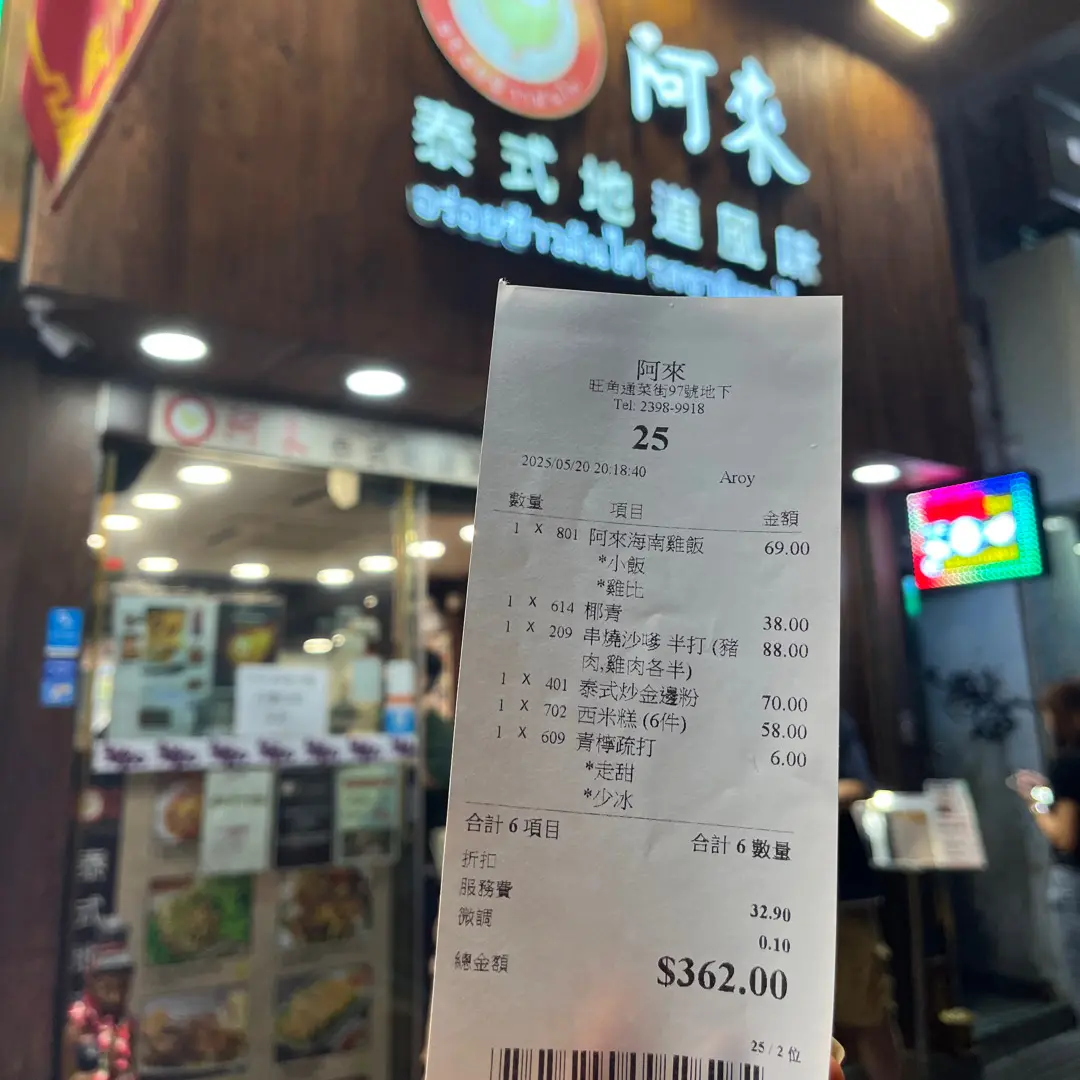 阿來
泰式地道風味
阿來
旺角通菜街97號地下
Tel: 2398-9918
25
2025/05/20 20:18:40 Aroy
數量 項目 金額
1 X 801 阿來海南雞飯 69.00
*小飯
*雞比
1 X 614 椰青 38.00
1 X 209 串燒沙嗲 半打 (豬 88.00
肉,雞肉各半)
1 X 401 泰式炒金邊粉 70.00
1 X 702 西米糕 (6件) 58.00
1 X 609 青檸疏打 6.00
*走甜
*少冰
合計 6 項目 合計 6 數量
折扣
服務費 32.90
微調 0.10
總金額 $362.00
25 / 2 位
泰式